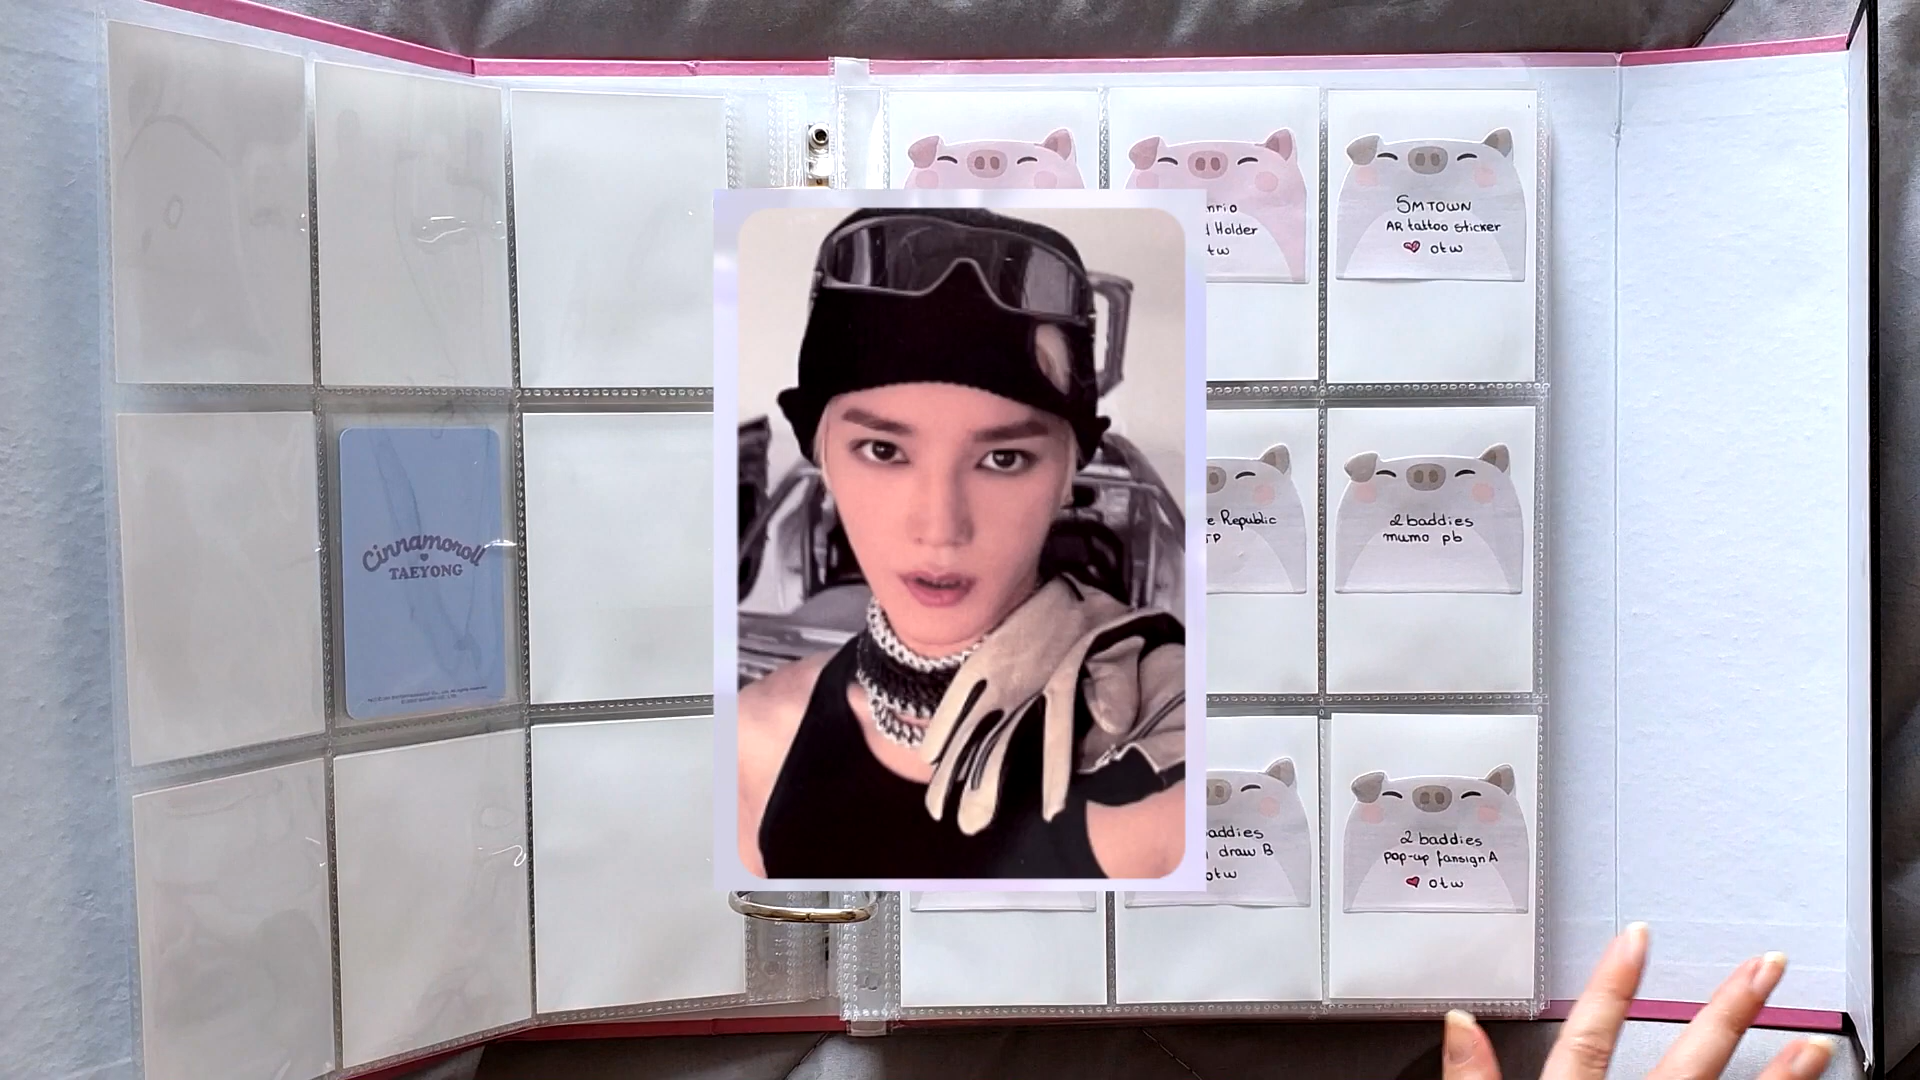 Cinnamoroll
TAEYONG
SMTOWN
AR tattoo sticker
otw
Holder
Republic
2 baddies
mumo pb
draw B
otw
2 baddies
pop-up fansign A
otw